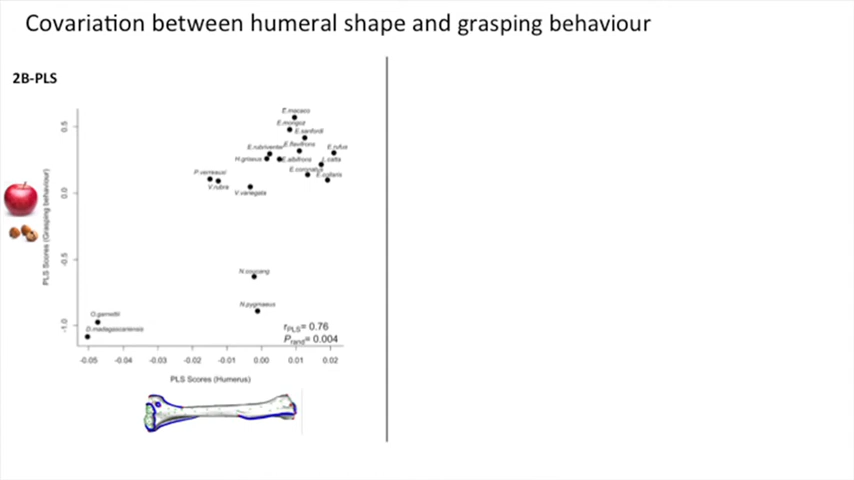 Covariation between humeral shape and grasping behaviour
2B-PLS
E.macaco
E.mongoz
E.sanfordi
E.rubriventer
E.flavifrons
E.rufus
H.griseus
E.albifrons
L.catta
E.coronatus
E.collaris
P.verreauxi
V.rubra
V.variegata
N.coucang
N.pygmaeus
O.garnettii
D.madagascariensis
rPLS= 0.76
Prand= 0.004
0.5
0.0
-0.5
-1.0
PLS Scores (Grasping behaviour)
-0.05 -0.04 -0.03 -0.02 -0.01 0.00 0.01 0.02
PLS Scores (Humerus)